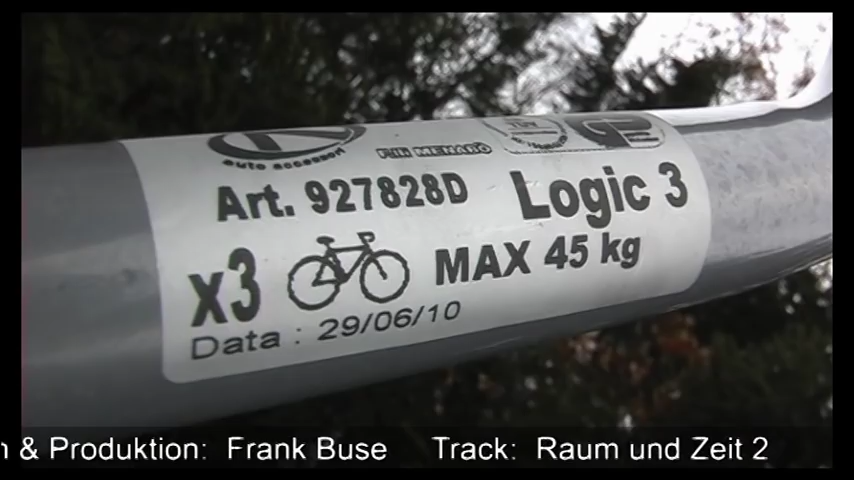 auto accessori
MENABO
Art. 927828D
Logic 3
x3
MAX 45 kg
Data : 29/06/10
& Produktion: Frank Buse Track: Raum und Zeit 2